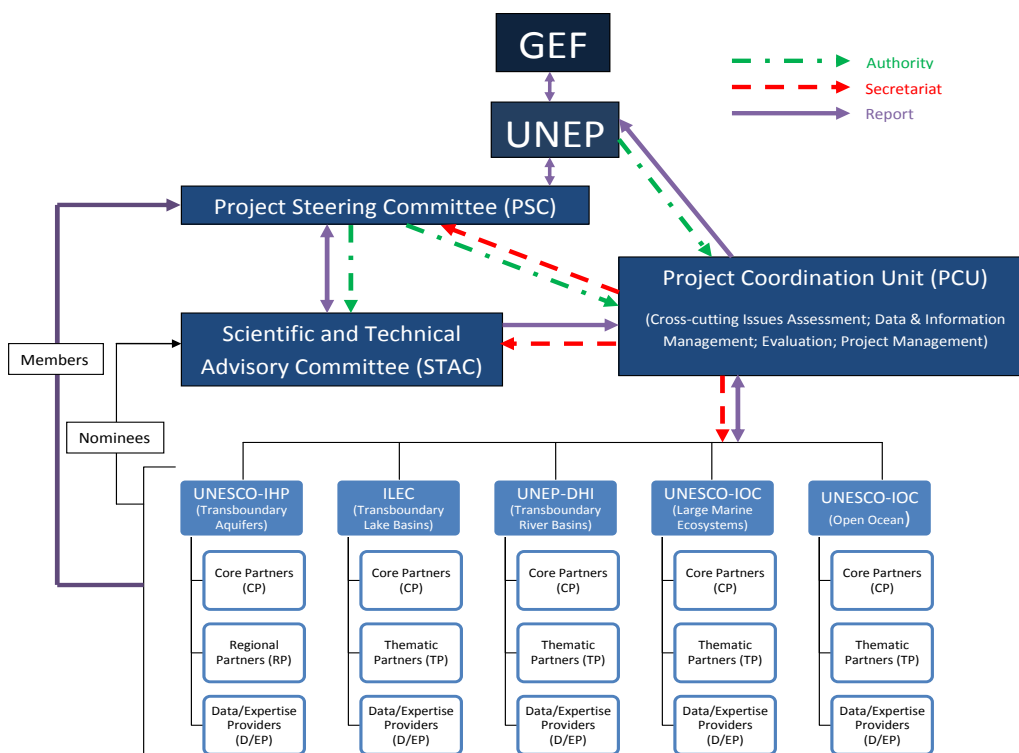 GEF
Authority
Secretariat
Report
UNEP
Project Steering Committee (PSC)
Project Coordination Unit (PCU)
(Cross-cutting Issues Assessment; Data & Information
Management; Evaluation; Project Management)
Scientific and Technical
Advisory Committee (STAC)
Members
Nominees
UNESCO-IHP
(Transboundary
Aquifers)
ILEC
(Transboundary
Lake Basins)
UNEP-DHI
(Transboundary
River Basins)
UNESCO-IOC
(Large Marine
Ecosystems)
UNESCO-IOC
(Open Ocean)
Core Partners
(CP)
Core Partners
(CP)
Core Partners
(CP)
Core Partners
(CP)
Core Partners
(CP)
Regional
Partners (RP)
Thematic
Partners (TP)
Thematic
Partners (TP)
Thematic
Partners (TP)
Thematic
Partners (TP)
Data/Expertise
Providers
(D/EP)
Data/Expertise
Providers
(D/EP)
Data/Expertise
Providers
(D/EP)
Data/Expertise
Providers
(D/EP)
Data/Expertise
Providers
(D/EP)